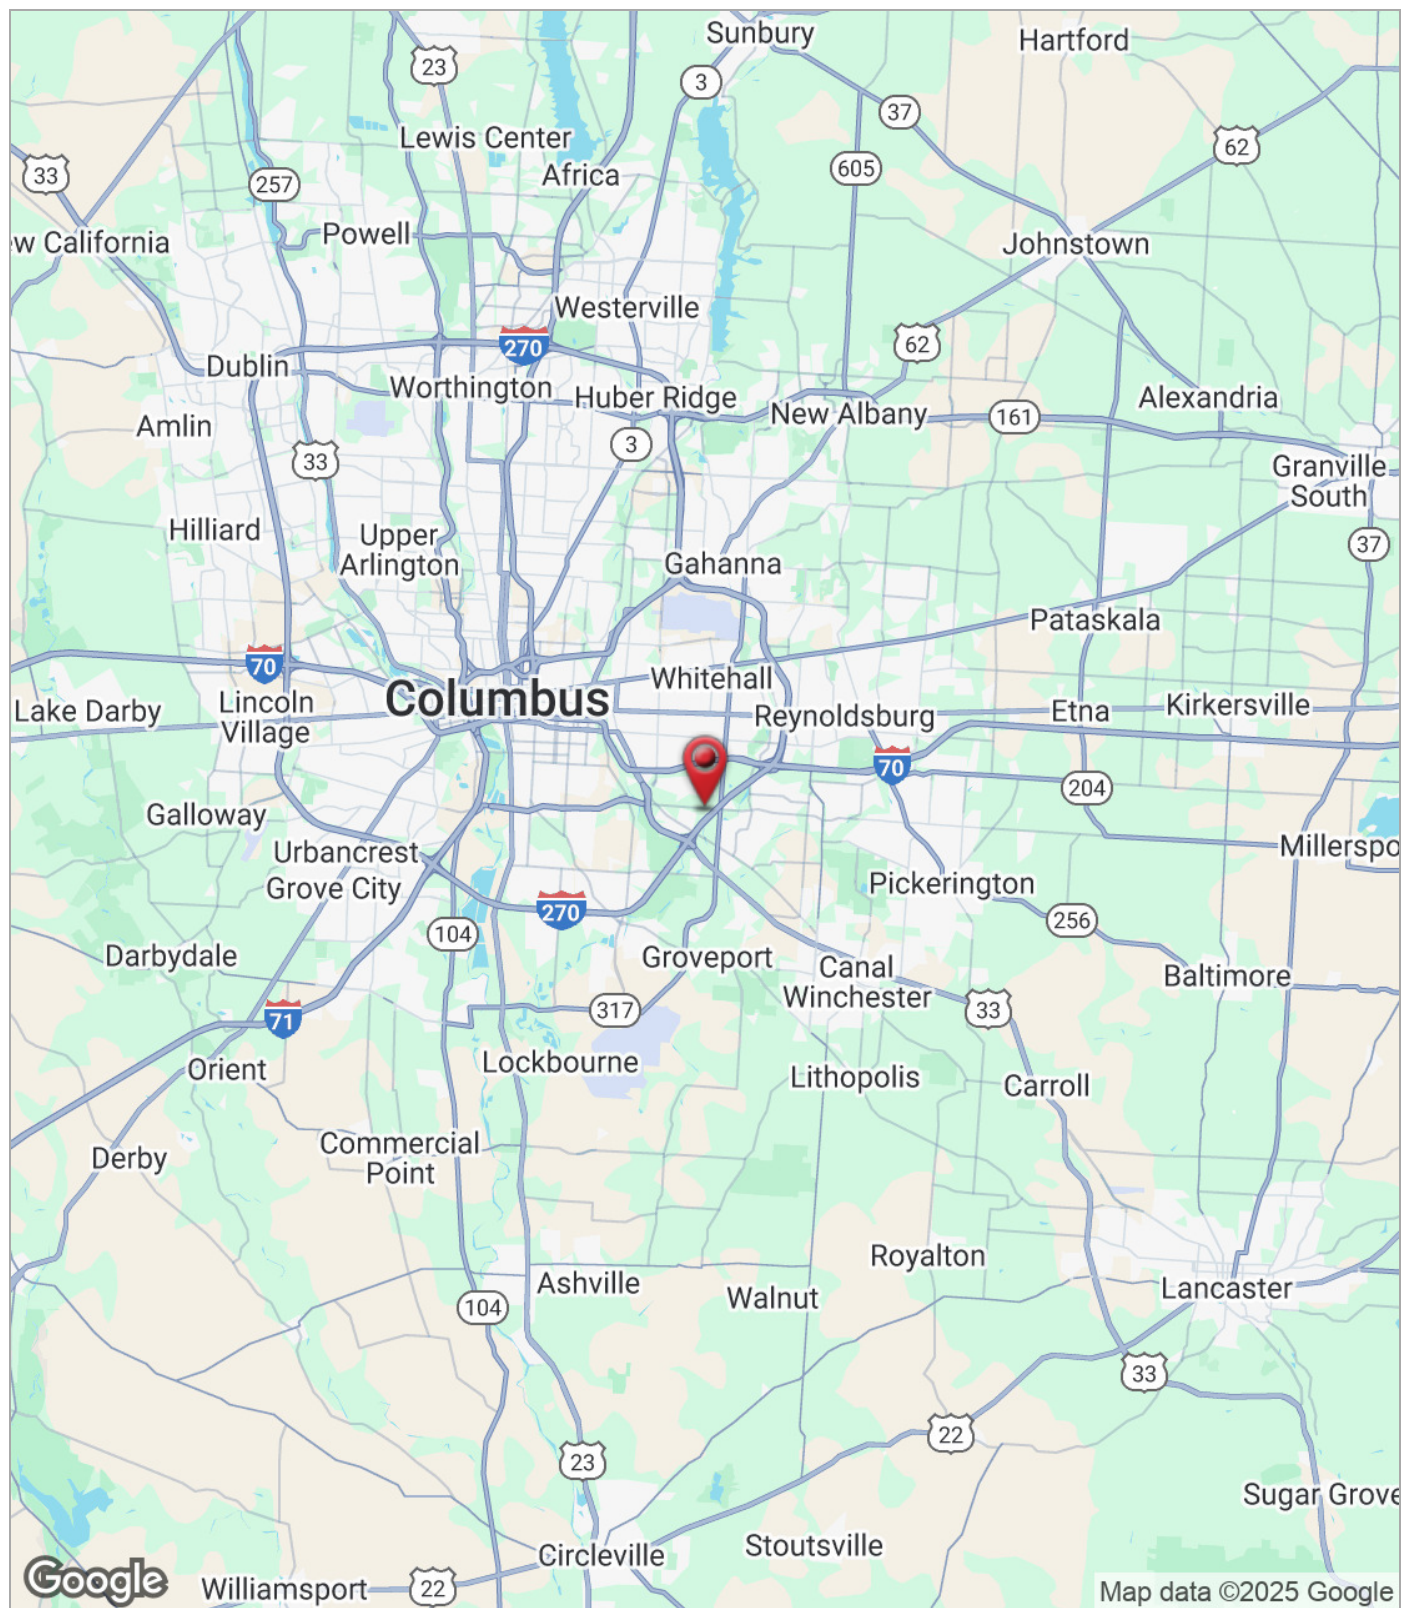 Sunbury
Hartford
23
3
37
62
Lewis Center
605
33
257
Africa
Powell
w California
Johnstown
Westerville
270
62
Dublin
Worthington
Huber Ridge
Alexandria
Amlin
New Albany
161
3
33
Granville
South
Hilliard
Upper
Arlington
37
Gahanna
Pataskala
70
Whitehall
Columbus
Lake Darby
Lincoln
Village
Reynoldsburg
Etna
Kirkersville
70
204
Galloway
Millerspo
Urbancrest
Grove City
Pickerington
270
256
104
Darbydale
Groveport
Canal
Winchester
Baltimore
317
33
71
Orient
Lockbourne
Lithopolis
Carroll
Commercial
Point
Derby
Royalton
Ashville
Walnut
Lancaster
104
33
22
23
Sugar Grove
Circleville
Stoutsville
Google
Williamsport
22
Map data ©2025 Google